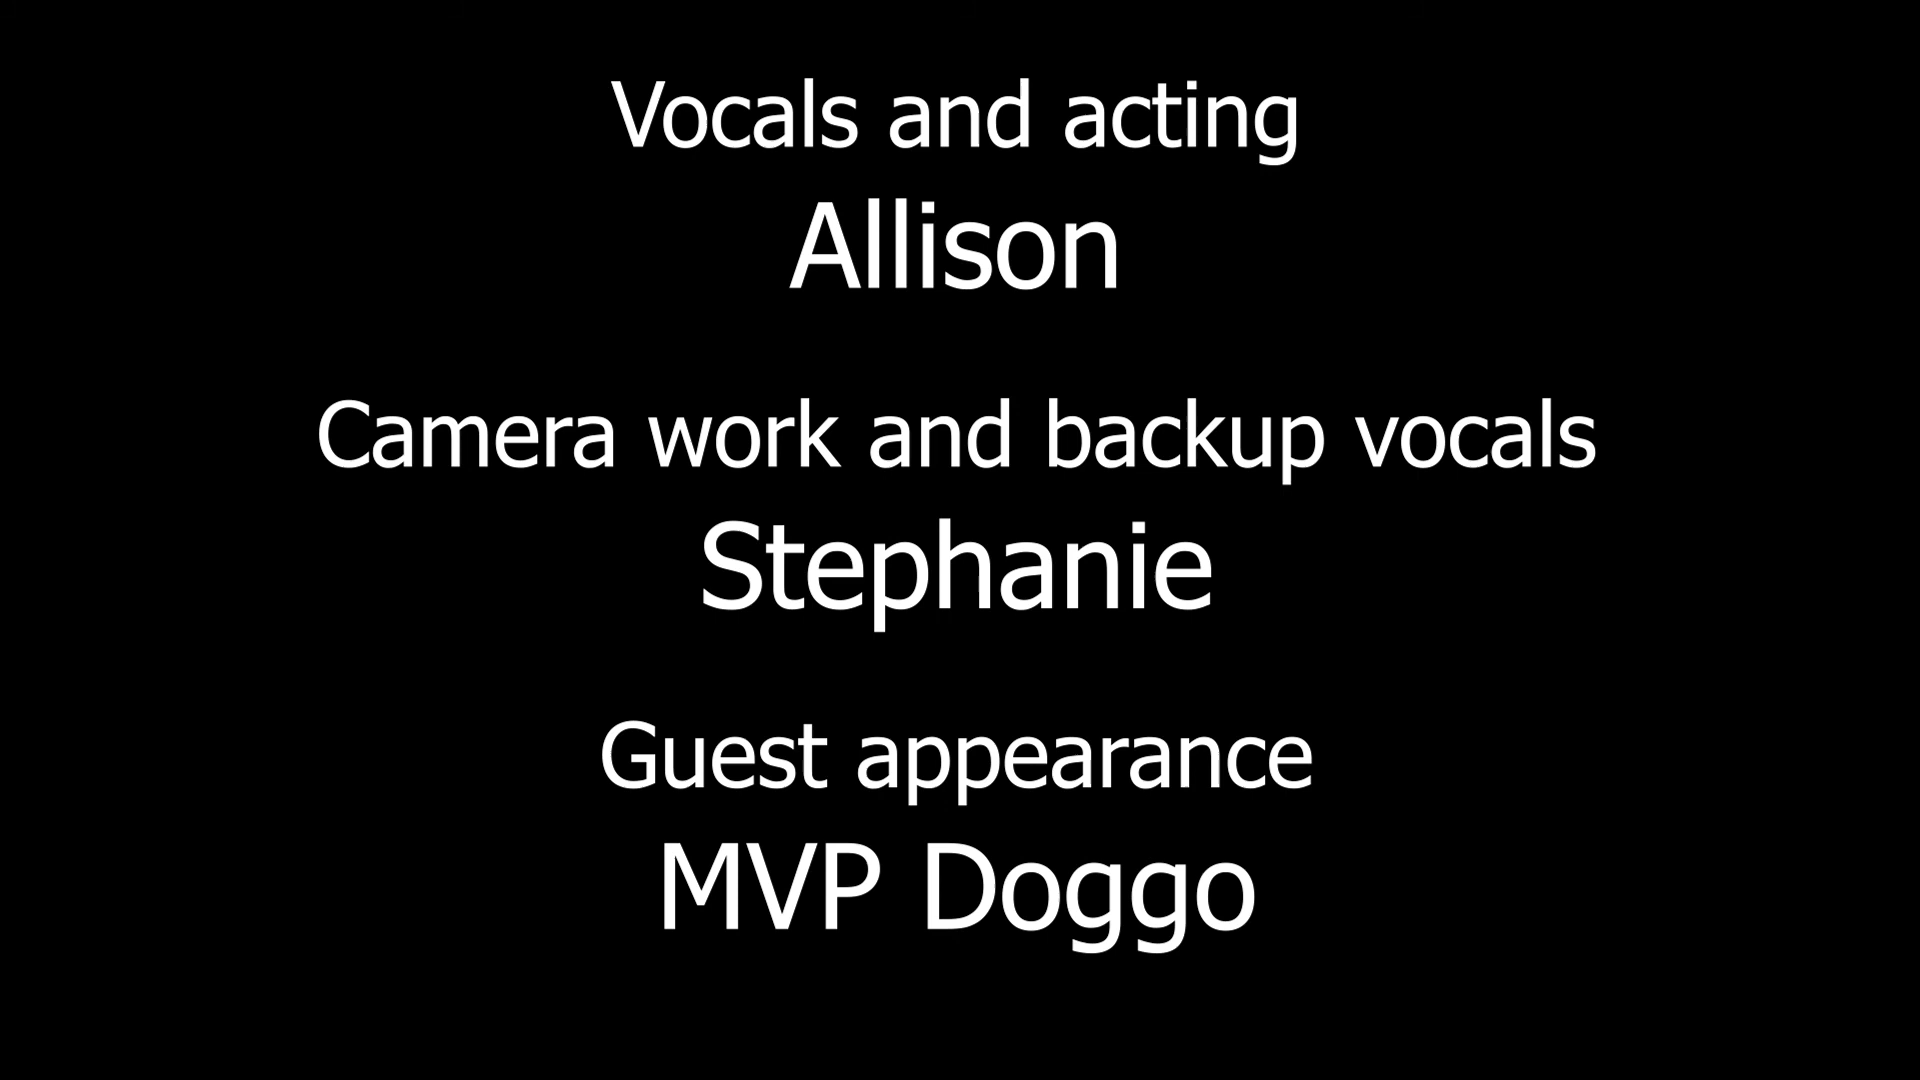 Vocals and acting
Allison
Camera work and backup vocals
Stephanie
Guest appearance
MVP Doggo